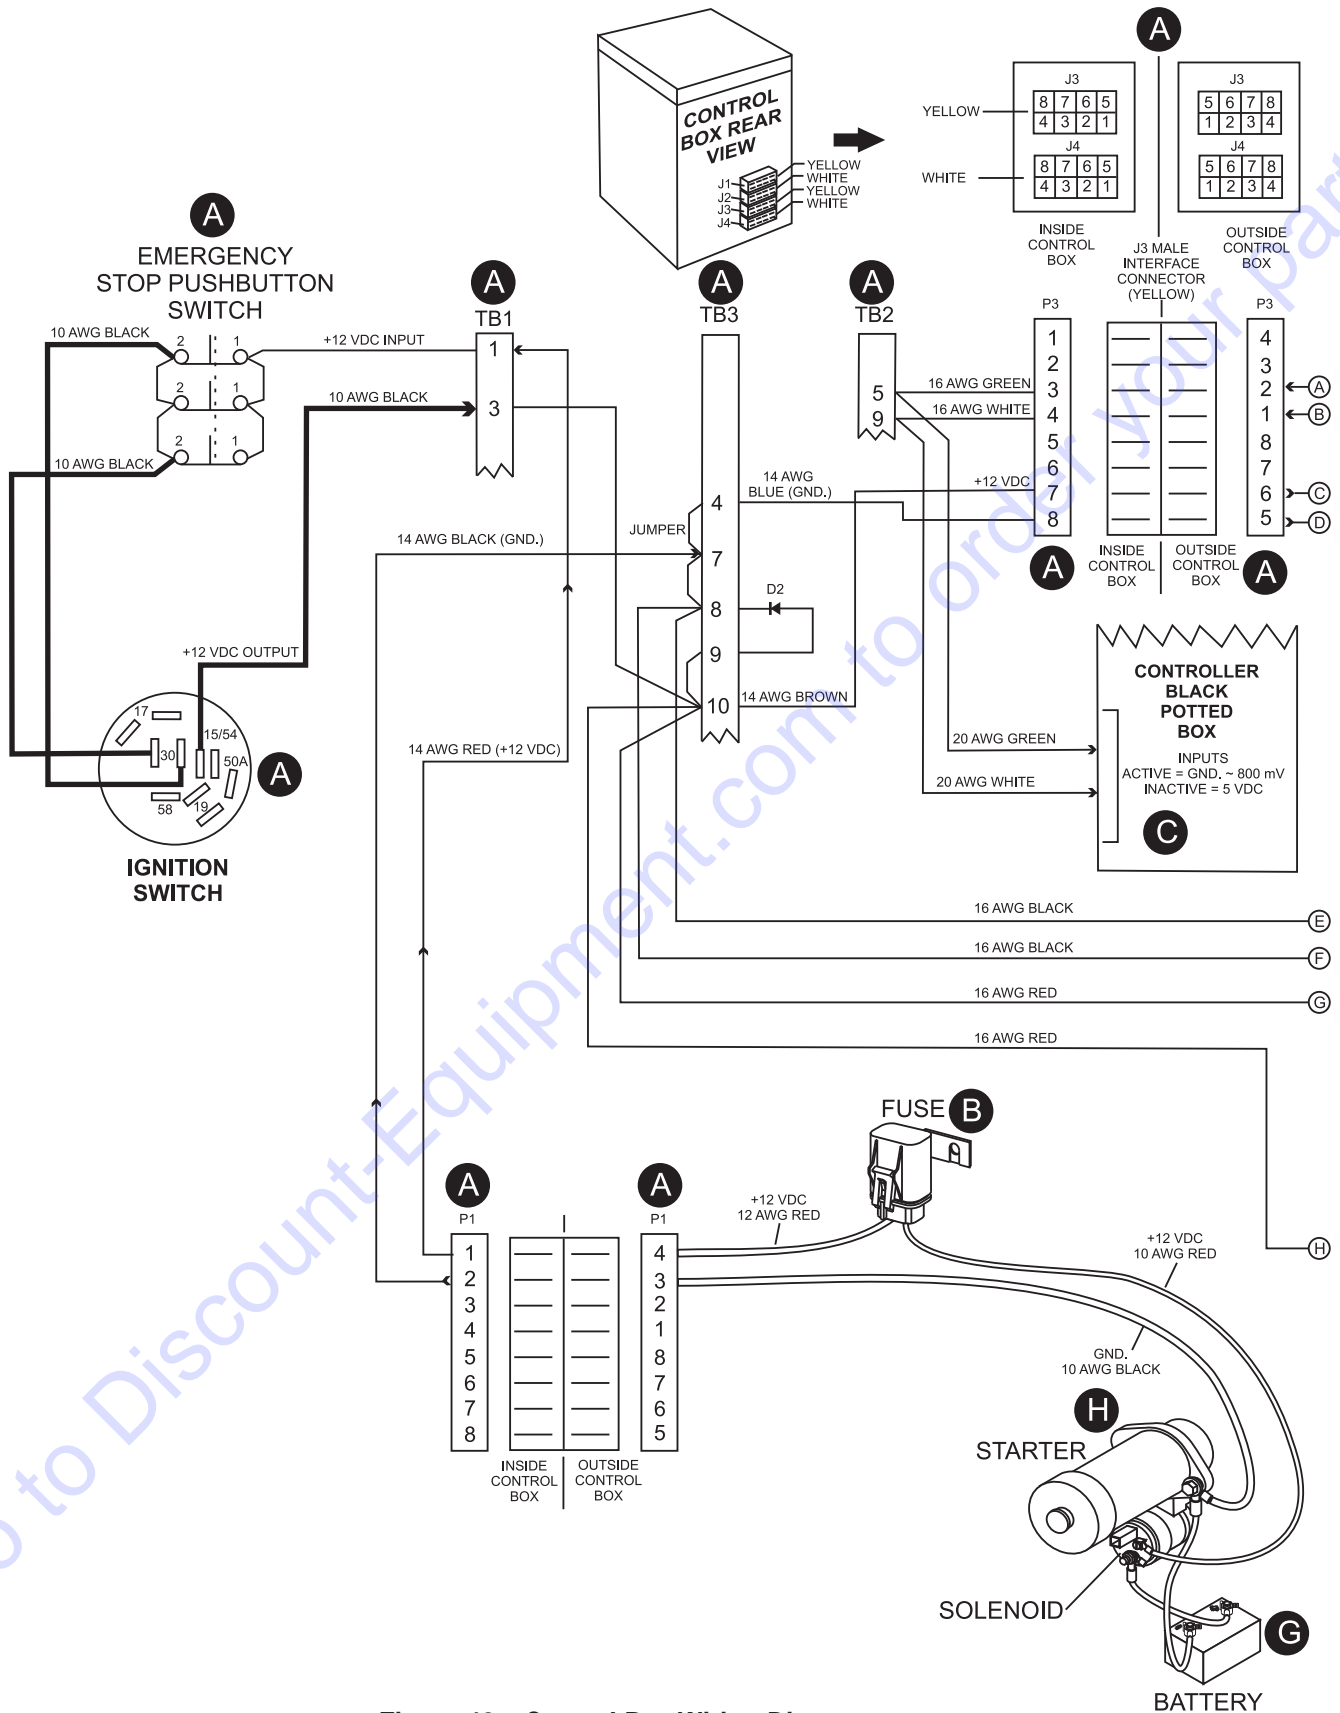 A
CONTROL
BOX REAR
VIEW
YELLOW
WHITE
YELLOW
WHITE
J1
J2
J3
J4
YELLOW
WHITE
J3
8 7 6 5
4 3 2 1
J4
8 7 6 5
4 3 2 1
INSIDE
CONTROL
BOX
J3
5 6 7 8
1 2 3 4
J4
5 6 7 8
1 2 3 4
OUTSIDE
CONTROL
BOX
J3 MALE
INTERFACE
CONNECTOR
(YELLOW)
A
EMERGENCY
STOP PUSHBUTTON
SWITCH
10 AWG BLACK
2 1
2 1
2 1
10 AWG BLACK
+12 VDC INPUT
10 AWG BLACK
A
TB1
1
3
A
TB3
4
7
8
9
10
JUMPER
D2
A
TB2
5
9
16 AWG GREEN
16 AWG WHITE
14 AWG
BLUE (GND.)
+12 VDC
14 AWG BROWN
P3
1
2
3
4
5
6
7
8
A
INSIDE
CONTROL
BOX
OUTSIDE
CONTROL
BOX
P3
4
3
2
1
8
7
6
5
A
A
B
C
D
14 AWG BLACK (GND.)
+12 VDC OUTPUT
14 AWG RED (+12 VDC)
17
15/54
30
50A
58
19
A
IGNITION
SWITCH
20 AWG GREEN
20 AWG WHITE
CONTROLLER
BLACK
POTTED
BOX
INPUTS
ACTIVE = GND. ~ 800 mV
INACTIVE = 5 VDC
C
16 AWG BLACK
E
16 AWG BLACK
F
16 AWG RED
G
16 AWG RED
H
FUSE B
A
P1
1
2
3
4
5
6
7
8
INSIDE
CONTROL
BOX
OUTSIDE
CONTROL
BOX
A
P1
4
3
2
1
8
7
6
5
+12 VDC
12 AWG RED
+12 VDC
10 AWG RED
GND.
10 AWG BLACK
H
STARTER
SOLENOID
G
BATTERY
to Discount-Equipment.com to order your part